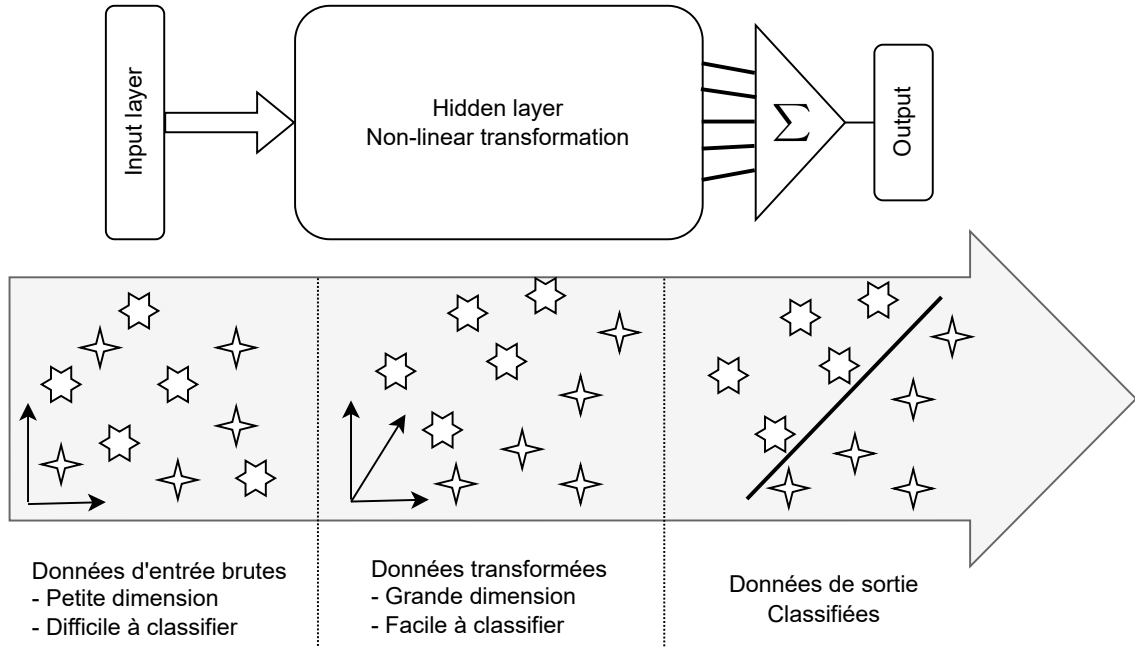 Input layer
Hidden layer
Non-linear transformation
∑
Output
Données d'entrée brutes
- Petite dimension
- Difficile à classifier
Données transformées
- Grande dimension
- Facile à classifier
Données de sortie
Classifiées